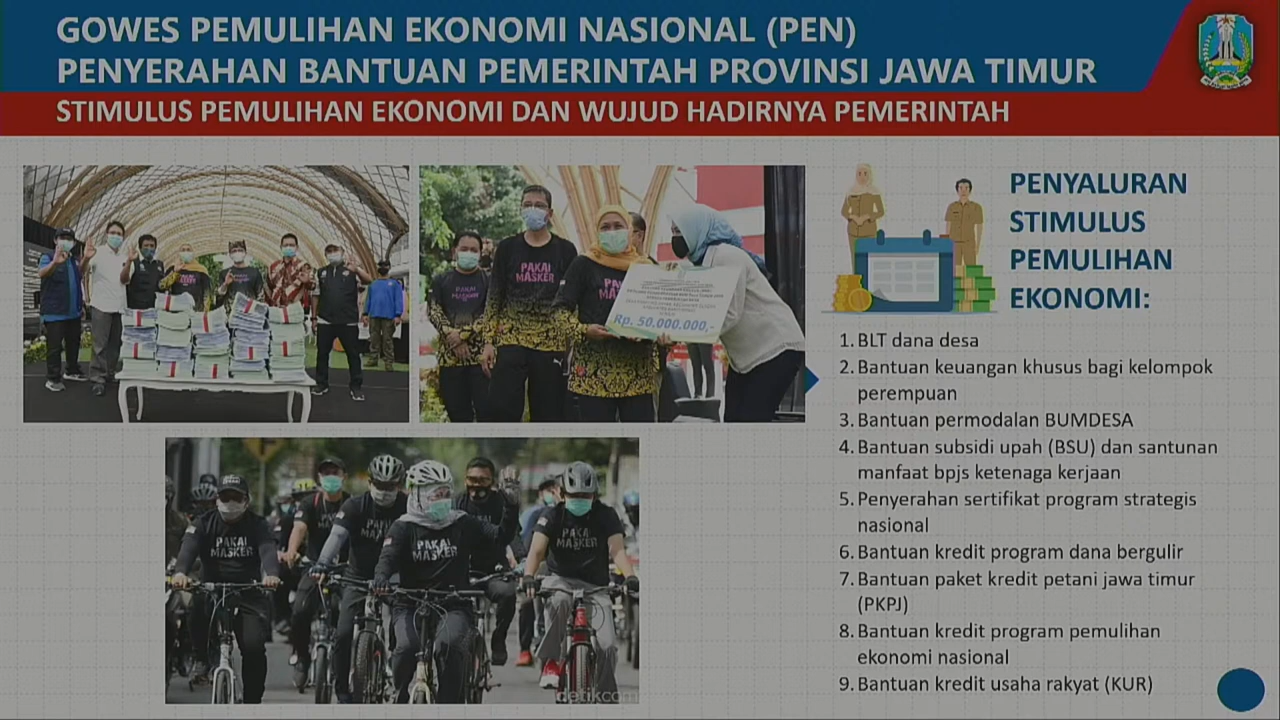 GOWES PEMULIHAN EKONOMI NASIONAL (PEN)
PENYERAHAN BANTUAN PEMERINTAH PROVINSI JAWA TIMUR
STIMULUS PEMULIHAN EKONOMI DAN WUJUD HADIRNYA PEMERINTAH
PAKAI
MASKER
Rp. 50.000.000,-
PAKAI
MASKER
PAKAI
MASKER
PAKAI
MASKER
detikcom
PENYALURAN
STIMULUS
PEMULIHAN
EKONOMI:
1. BLT dana desa
2. Bantuan keuangan khusus bagi kelompok
perempuan
3. Bantuan permodalan BUMDESA
4. Bantuan subsidi upah (BSU) dan santunan
manfaat bpjs ketenaga kerjaan
5. Penyerahan sertifikat program strategis
nasional
6. Bantuan kredit program dana bergulir
7. Bantuan paket kredit petani jawa timur
(PKPJ)
8. Bantuan kredit program pemulihan
ekonomi nasional
9. Bantuan kredit usaha rakyat (KUR)